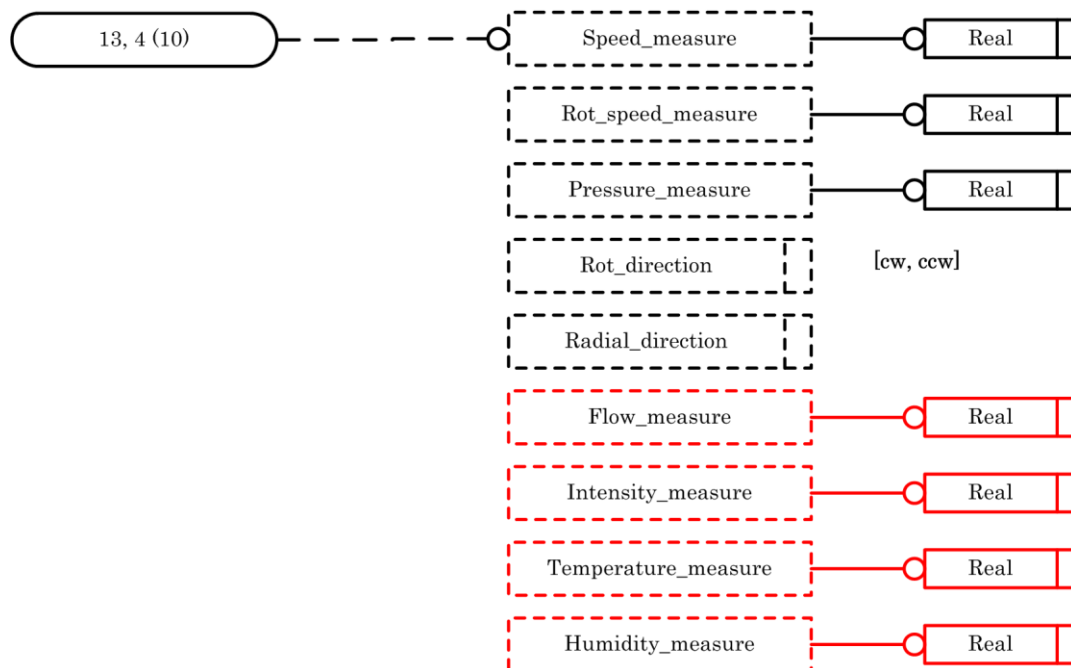 13, 4 (10) Speed_measure Real
Rot_speed_measure Real
Pressure_measure Real
Rot_direction [cw, ccw]
Radial_direction
Flow_measure Real
Intensity_measure Real
Temperature_measure Real
Humidity_measure Real